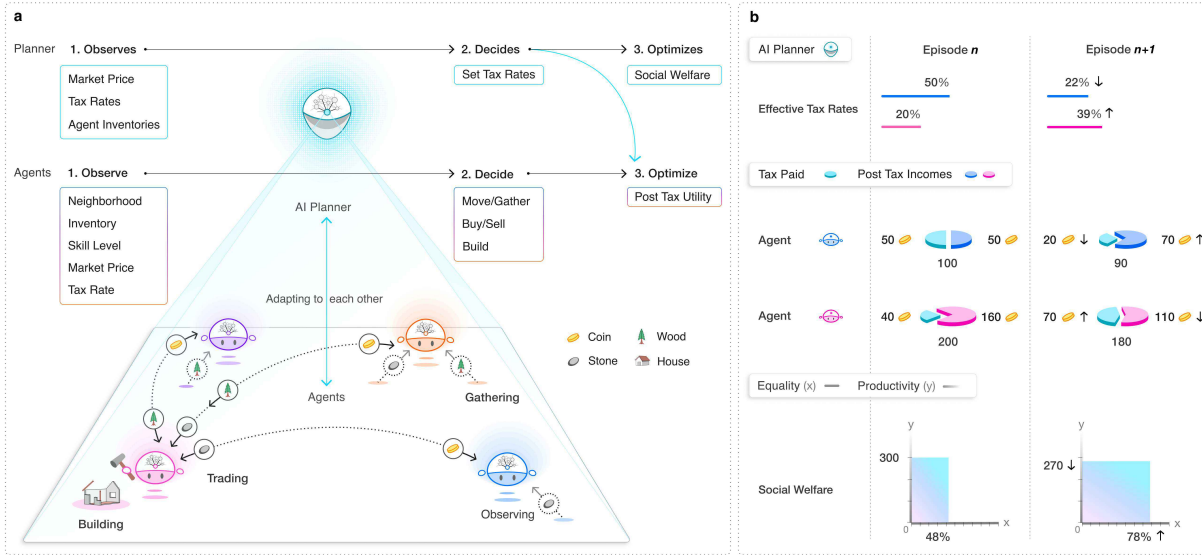 a
Planner
1. Observes
2. Decides
3. Optimizes
Market Price
Tax Rates
Agent Inventories
Set Tax Rates
Social Welfare
Agents
1. Observe
2. Decide
3. Optimize
Neighborhood
Inventory
Skill Level
Market Price
Tax Rate
Move/Gather
Buy/Sell
Build
Post Tax Utility
AI Planner
Adapting to each other
Agents
Coin
Wood
Stone
House
Gathering
Trading
Building
Observing
b
AI Planner
Episode n
Episode n+1
Effective Tax Rates
50%
22% ↓
20%
39% ↑
Tax Paid
Post Tax Incomes
Agent
50
50
100
20 ↓
70 ↑
90
Agent
40
160
200
70 ↑
110 ↓
180
Equality (x)
Productivity (y)
Social Welfare
y
300
0
x
48%
y
270 ↓
0
x
78% ↑